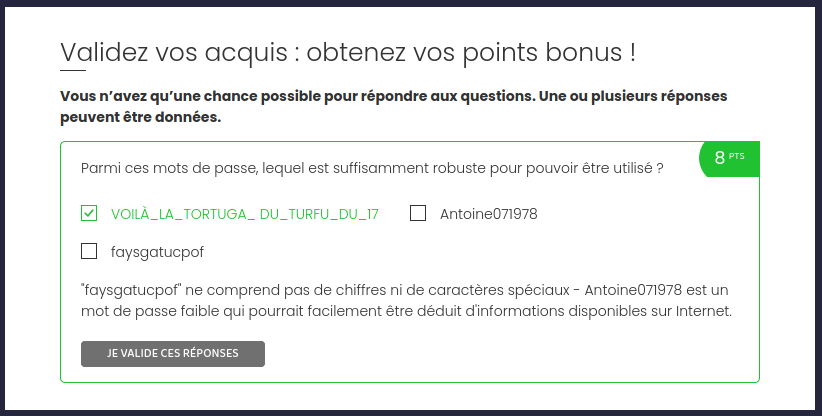 Validez vos acquis : obtenez vos points bonus !
Vous n’avez qu’une chance possible pour répondre aux questions. Une ou plusieurs réponses
peuvent être données.
8 PTS
Parmi ces mots de passe, lequel est suffisamment robuste pour pouvoir être utilisé ?
VOILÀ_LA_TORTUGA_ DU_TURFU_DU_17
Antoine071978
faysgatucpof
"faysgatucpof" ne comprend pas de chiffres ni de caractères spéciaux - Antoine071978 est un
mot de passe faible qui pourrait facilement être déduit d'informations disponibles sur Internet.
JE VALIDE CES RÉPONSES